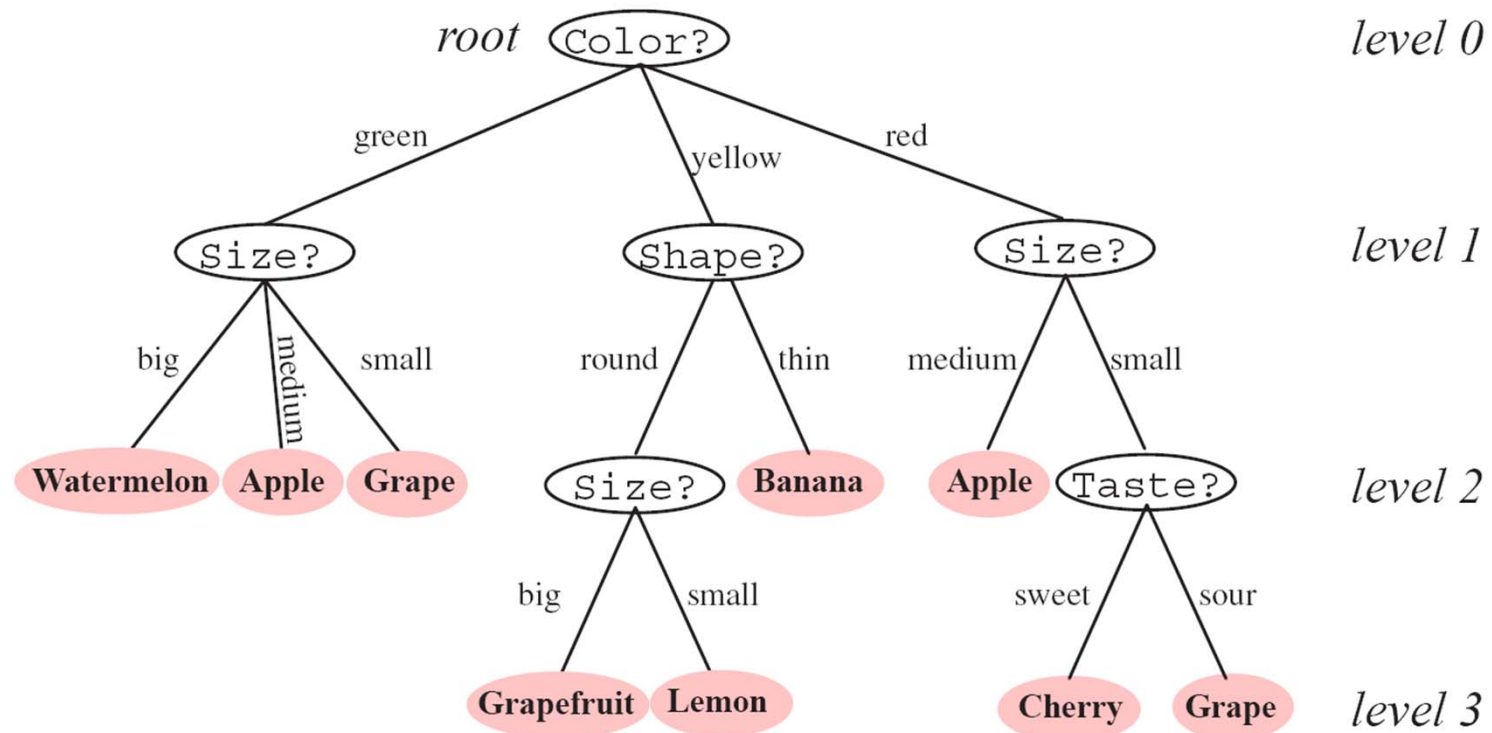 root Color? level 0
green yellow red
Size? Shape? Size? level 1
big medium small round thin medium small
Watermelon Apple Grape Size? Banana Apple Taste? level 2
big small sweet sour
Grapefruit Lemon Cherry Grape level 3